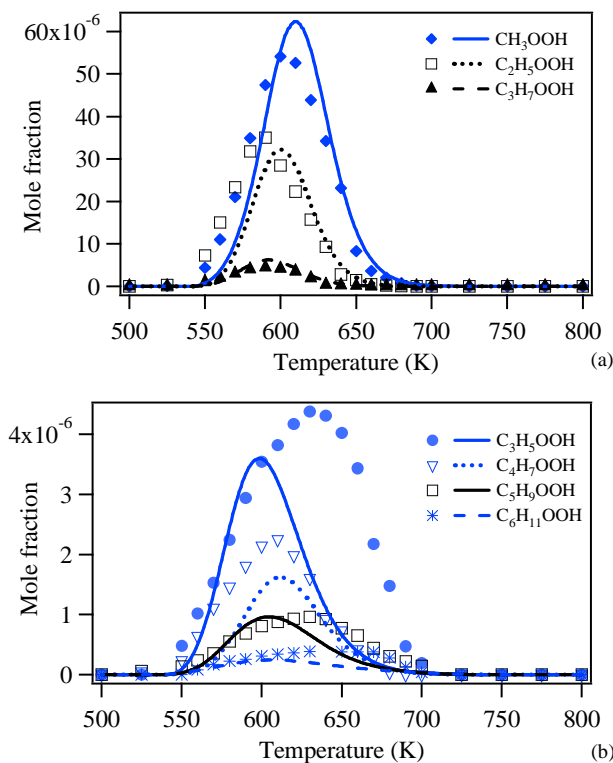 60x10⁻⁶
50
40
30
20
10
0
Mole fraction
CH₃OOH
C₂H₅OOH
C₃H₇OOH
500 550 600 650 700 750 800
Temperature (K)
(a)
4x10⁻⁶
3
2
1
0
Mole fraction
C₃H₅OOH
C₄H₇OOH
C₅H₉OOH
C₆H₁₁OOH
500 550 600 650 700 750 800
Temperature (K)
(b)